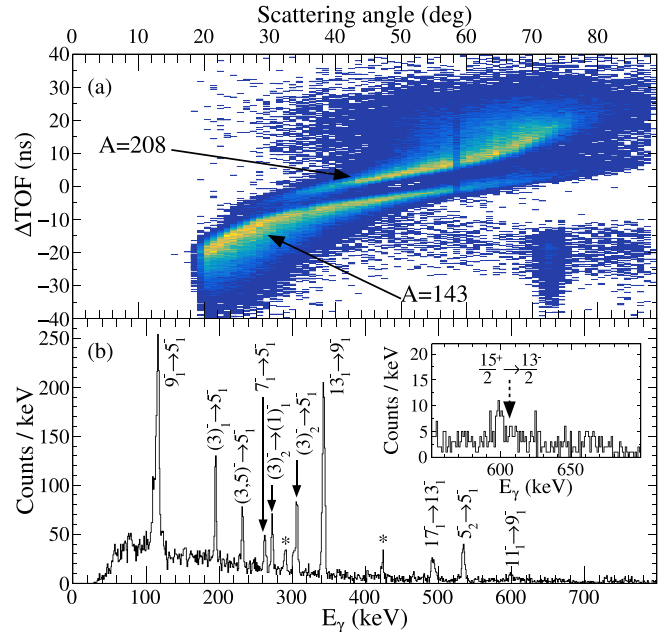 Scattering angle (deg)
0 10 20 30 40 50 60 70 80
40
30
20
10
0
−10
−20
−30
−40
ΔTOF (ns)
(a)
A=208
A=143
(b)
250
200
150
100
50
0
Counts / keV
9⁻₁→5⁻₁
(3)⁻₁→5⁻₁
(3,5)⁻→5⁻₁
7⁻₁→5⁻₁
(3)⁻₂→(1)⁻₁
*
(3)⁻₂→5⁻₁
13⁻₁→9⁻₁
*
17⁻₁→13⁻₁
5⁻₂→5⁻₁
11⁻₁→9⁻₁
20
15
10
5
0
Counts / keV
15⁺/2→13⁻/2
600 650
E_γ (keV)
0 100 200 300 400 500 600 700
E_γ (keV)